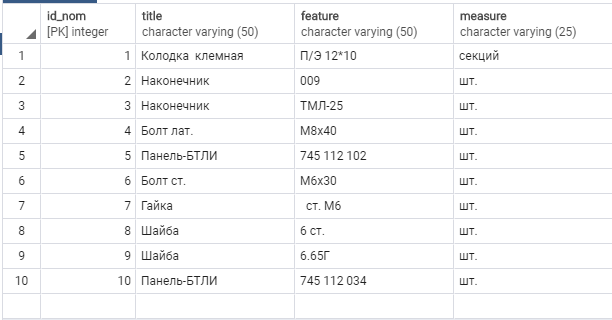 id_nom title feature measure
[PK] integer character varying (50) character varying (50) character varying (25)
1 1 Колодка клемная П/Э 12*10 секций
2 2 Наконечник 009 шт.
3 3 Наконечник ТМЛ-25 шт.
4 4 Болт лат. М8х40 шт.
5 5 Панель-БТЛИ 745 112 102 шт.
6 6 Болт ст. М6х30 шт.
7 7 Гайка ст. М6 шт.
8 8 Шайба 6 ст. шт.
9 9 Шайба 6.65Г шт.
10 10 Панель-БТЛИ 745 112 034 шт.